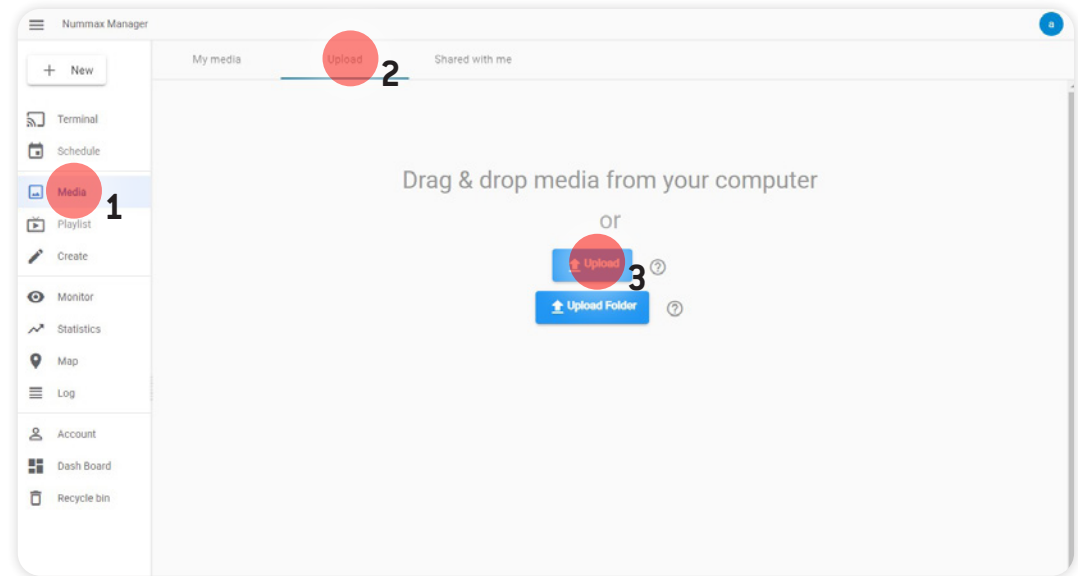 Nummax Manager
a
+ New
My media
Upload
2
Shared with me
Terminal
Schedule
Media
1
Playlist
Create
Monitor
Statistics
Map
Log
Account
Dash Board
Recycle bin
Drag & drop media from your computer
or
Upload
3
?
Upload Folder
?